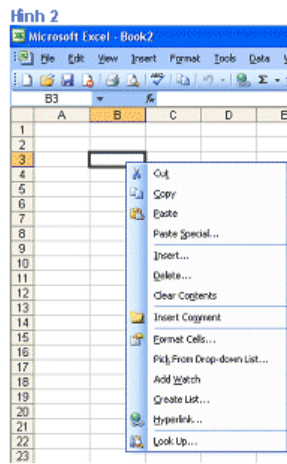 Hình 2
Microsoft Excel - Book2
File Edit View Insert Format Tools Data
B3 fx
A B C D E
1
2
3
4
5
6
7
8
9
10
11
12
13
14
15
16
17
18
19
20
21
22
23
Cut
Copy
Paste
Paste Special...
Insert...
Delete...
Clear Contents
Insert Comment
Format Cells...
Pick From Drop-down List...
Add Watch
Create List...
Hyperlink...
Look Up...